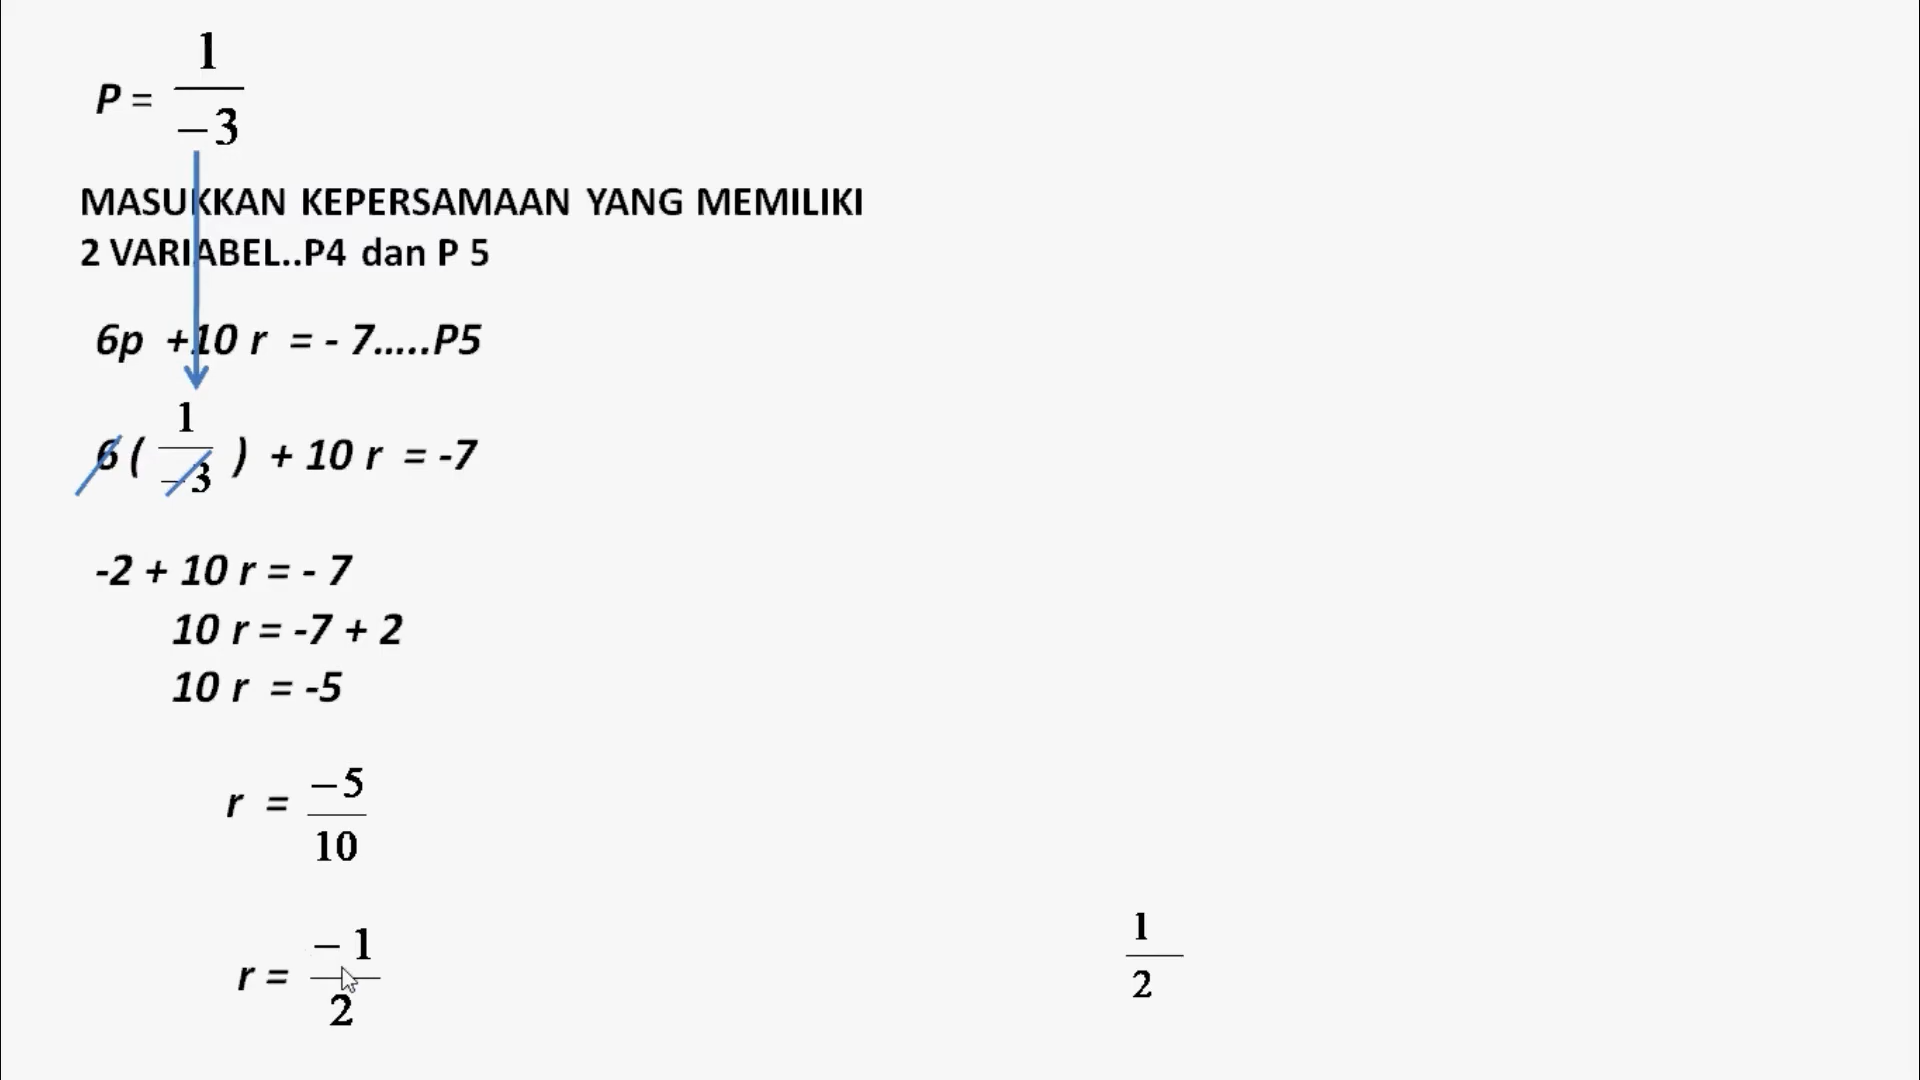 P = 1/-3
MASUKKAN KEPERSAMAAN YANG MEMILIKI
2 VARIABEL..P4 dan P 5
6p +10 r = - 7.....P5
6 ( 1/-3 ) + 10 r = -7
-2 + 10 r = - 7
10 r = -7 + 2
10 r = -5
r = -5/10
r = -1/2
1/2